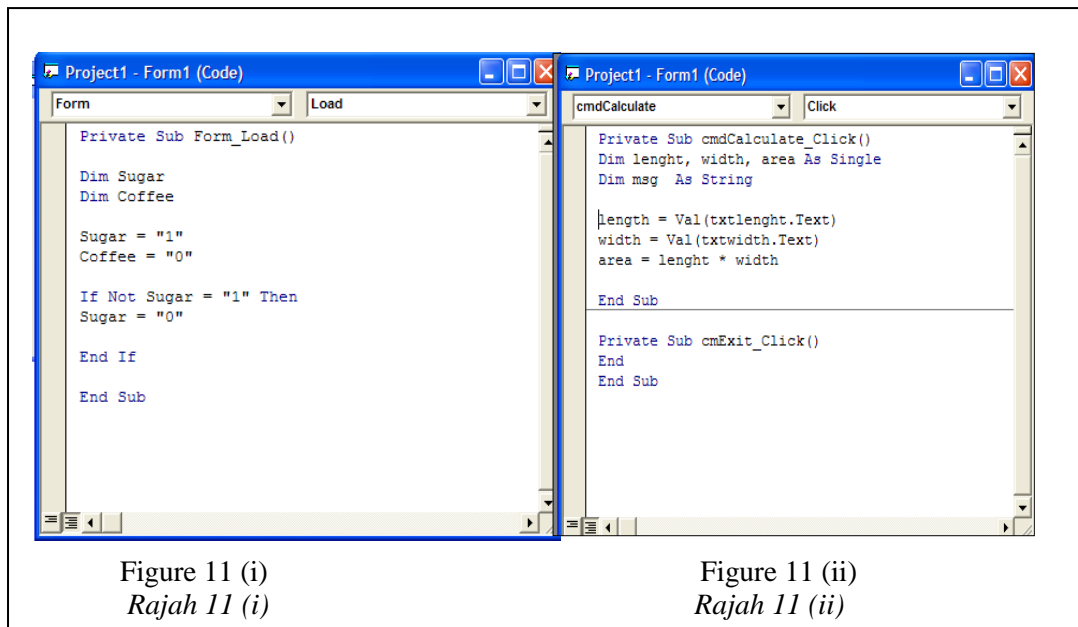 Project1 - Form1 (Code)
Form
Load
Private Sub Form_Load()
Dim Sugar
Dim Coffee
Sugar = "1"
Coffee = "0"
If Not Sugar = "1" Then
Sugar = "0"
End If
End Sub
Project1 - Form1 (Code)
cmdCalculate
Click
Private Sub cmdCalculate_Click()
Dim lenght, width, area As Single
Dim msg  As String
length = Val(txtlenght.Text)
width = Val(txtwidth.Text)
area = lenght * width
End Sub
Private Sub cmExit_Click()
End
End Sub
Figure 11 (i)
Rajah 11 (i)
Figure 11 (ii)
Rajah 11 (ii)